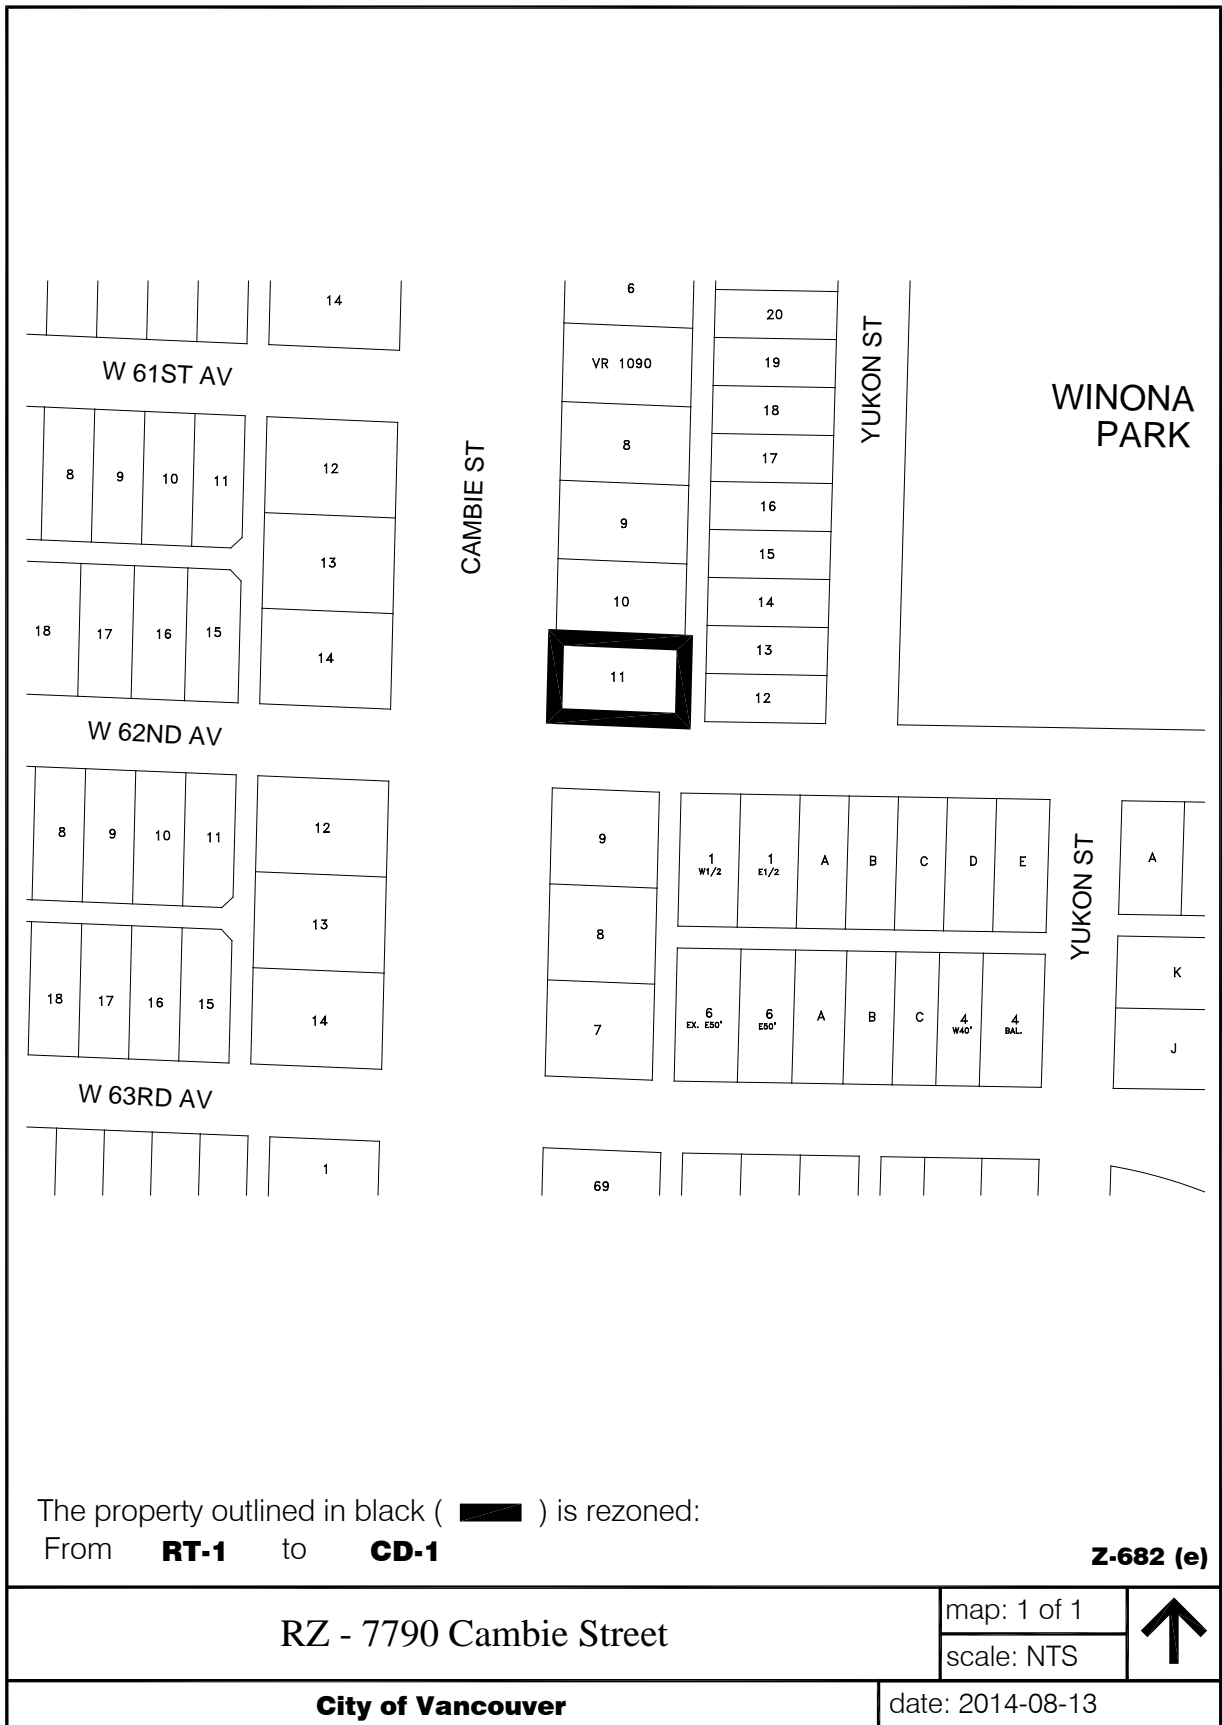 14
6
20
VR 1090
19
W 61ST AV
YUKON ST
WINONA
PARK
18
12
8
17
8
9
10
11
CAMBIE ST
9
16
13
15
10
14
18
17
16
15
14
11
13
12
W 62ND AV
8
9
10
11
12
9
1
W1/2
1
E1/2
A
B
C
D
E
YUKON ST
A
13
8
K
18
17
16
15
14
7
6
EX. E50'
6
E50'
A
B
C
4
W40'
4
BAL.
J
W 63RD AV
1
69
The property outlined in black ( ) is rezoned:
From RT-1 to CD-1
Z-682 (e)
RZ - 7790 Cambie Street
map: 1 of 1
scale: NTS
City of Vancouver
date: 2014-08-13